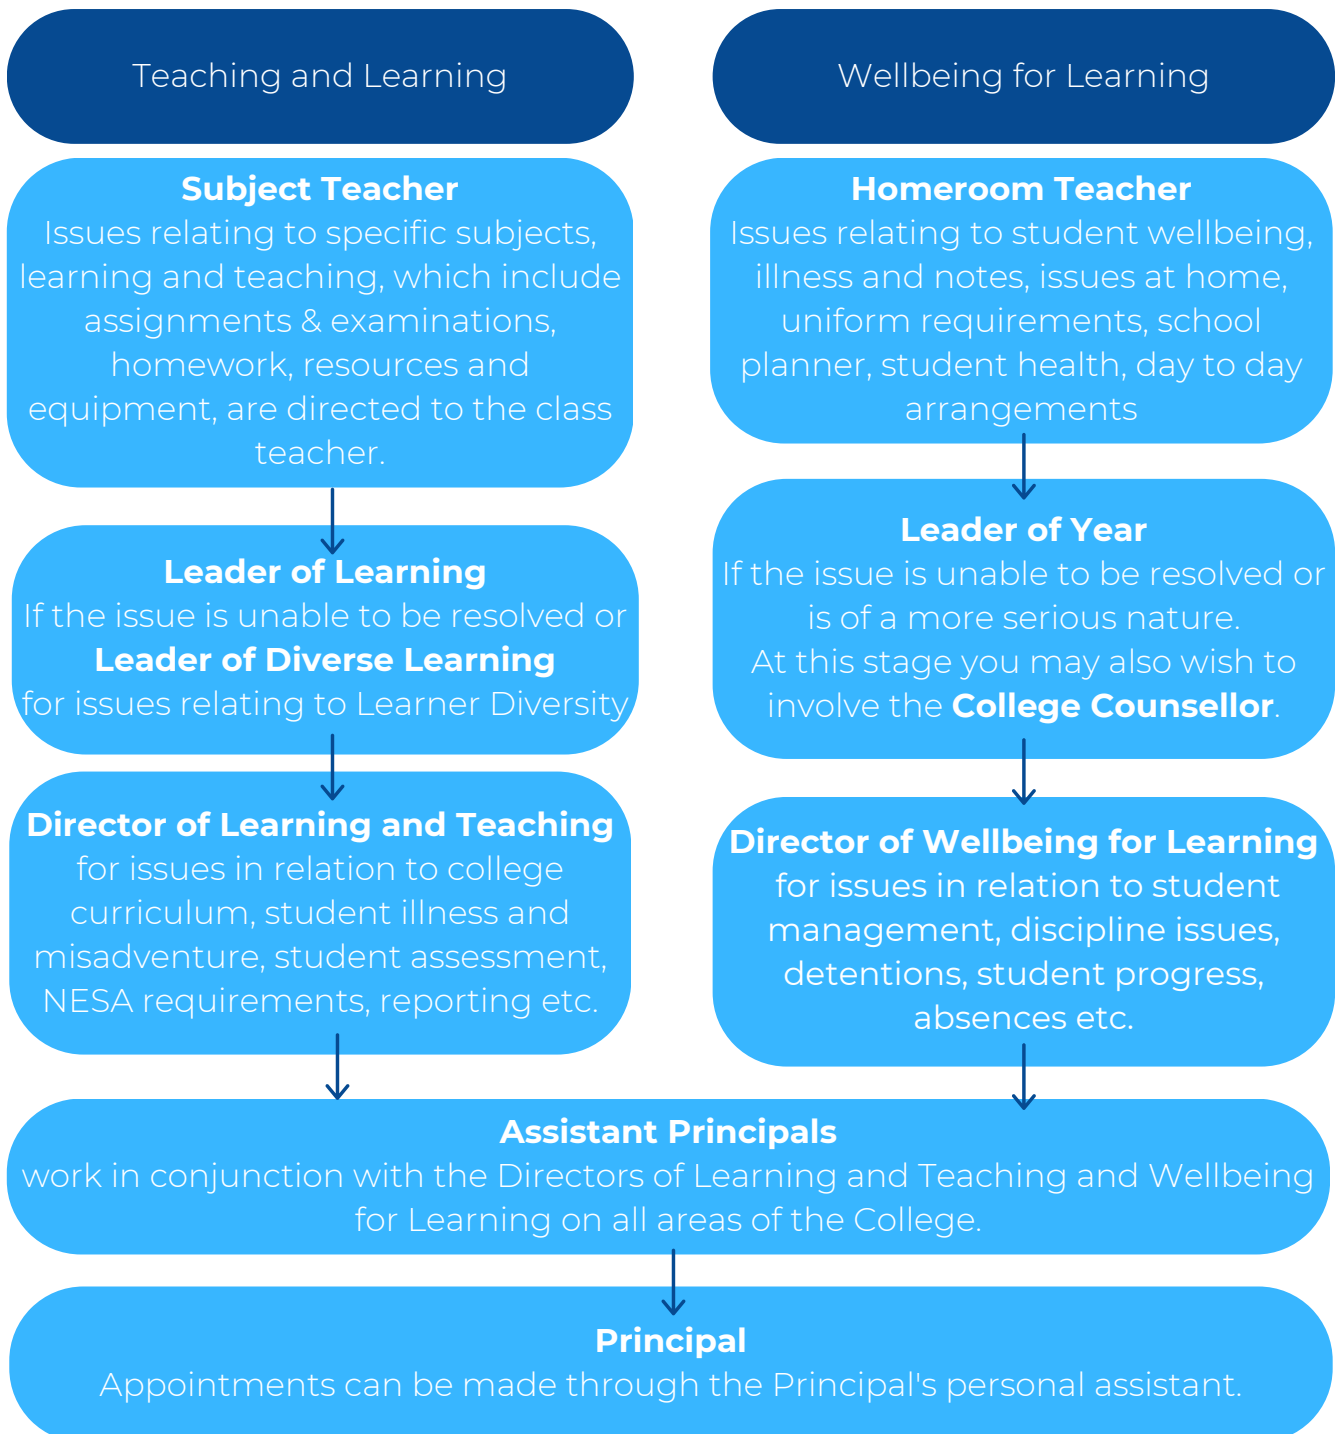 Teaching and Learning
Subject Teacher
Issues relating to specific subjects,
learning and teaching, which include
assignments & examinations,
homework, resources and
equipment, are directed to the class
teacher.
Leader of Learning
If the issue is unable to be resolved or
Leader of Diverse Learning
for issues relating to Learner Diversity
Director of Learning and Teaching
for issues in relation to college
curriculum, student illness and
misadventure, student assessment,
NESA requirements, reporting etc.
Wellbeing for Learning
Homeroom Teacher
Issues relating to student wellbeing,
illness and notes, issues at home,
uniform requirements, school
planner, student health, day to day
arrangements
Leader of Year
If the issue is unable to be resolved or
is of a more serious nature.
At this stage you may also wish to
involve the College Counsellor.
Director of Wellbeing for Learning
for issues in relation to student
management, discipline issues,
detentions, student progress,
absences etc.
Assistant Principals
work in conjunction with the Directors of Learning and Teaching and Wellbeing
for Learning on all areas of the College.
Principal
Appointments can be made through the Principal's personal assistant.